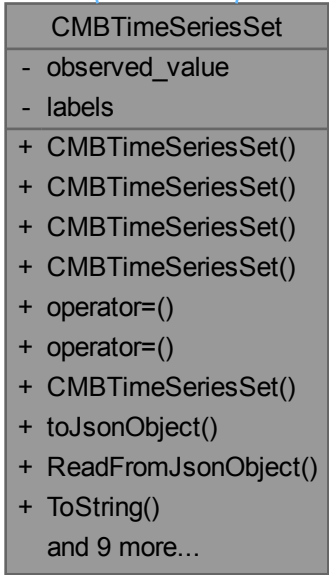 CMBTimeSeriesSet
- observed_value
- labels
+ CMBTimeSeriesSet()
+ CMBTimeSeriesSet()
+ CMBTimeSeriesSet()
+ CMBTimeSeriesSet()
+ operator=()
+ operator=()
+ CMBTimeSeriesSet()
+ toJsonObject()
+ ReadFromJsonObject()
+ ToString()
and 9 more...